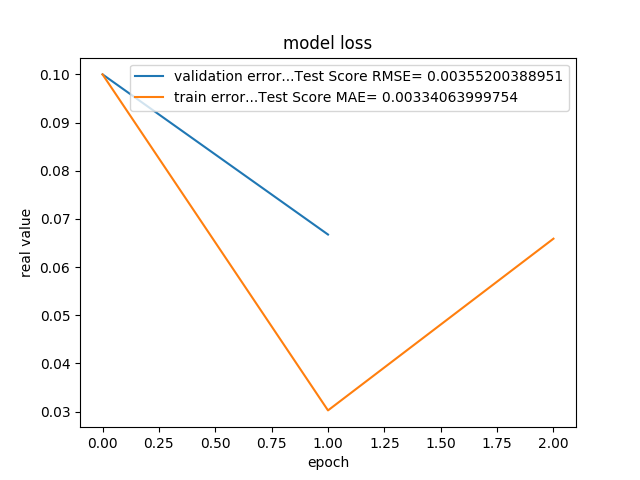 model loss
validation error...Test Score RMSE= 0.00355200388951
train error...Test Score MAE= 0.00334063999754
real value
0.10
0.09
0.08
0.07
0.06
0.05
0.04
0.03
0.00 0.25 0.50 0.75 1.00 1.25 1.50 1.75 2.00
epoch